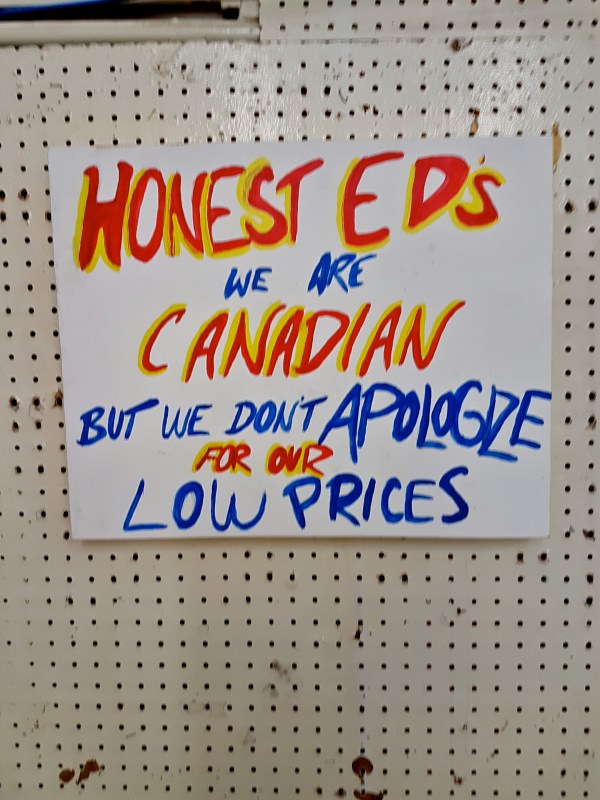 HONEST ED's
WE ARE
CANADIAN
BUT WE DON'T APOLOGIZE
FOR OUR
LOW PRICES